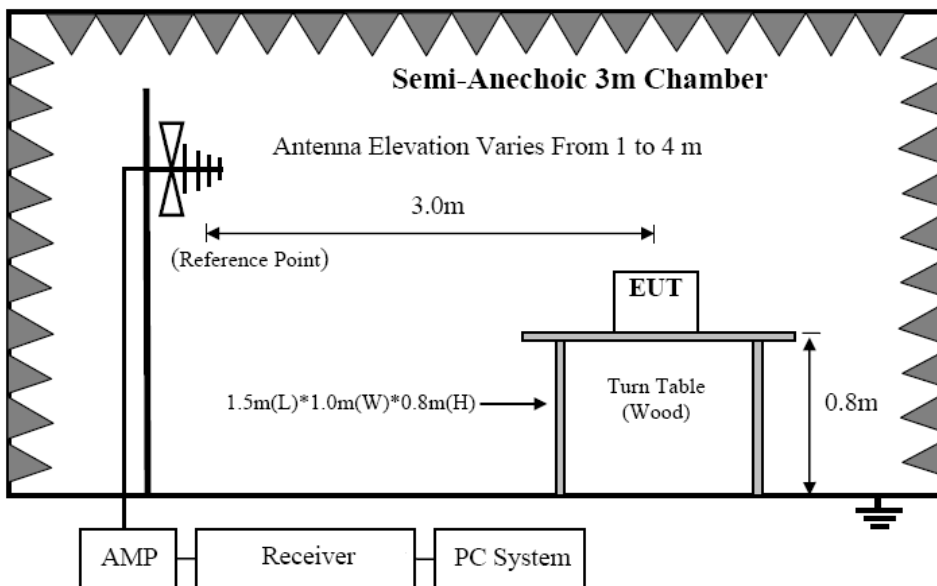 Semi-Anechoic 3m Chamber
Antenna Elevation Varies From 1 to 4 m
3.0m
(Reference Point)
EUT
1.5m(L)*1.0m(W)*0.8m(H)
Turn Table
(Wood)
0.8m
AMP
Receiver
PC System